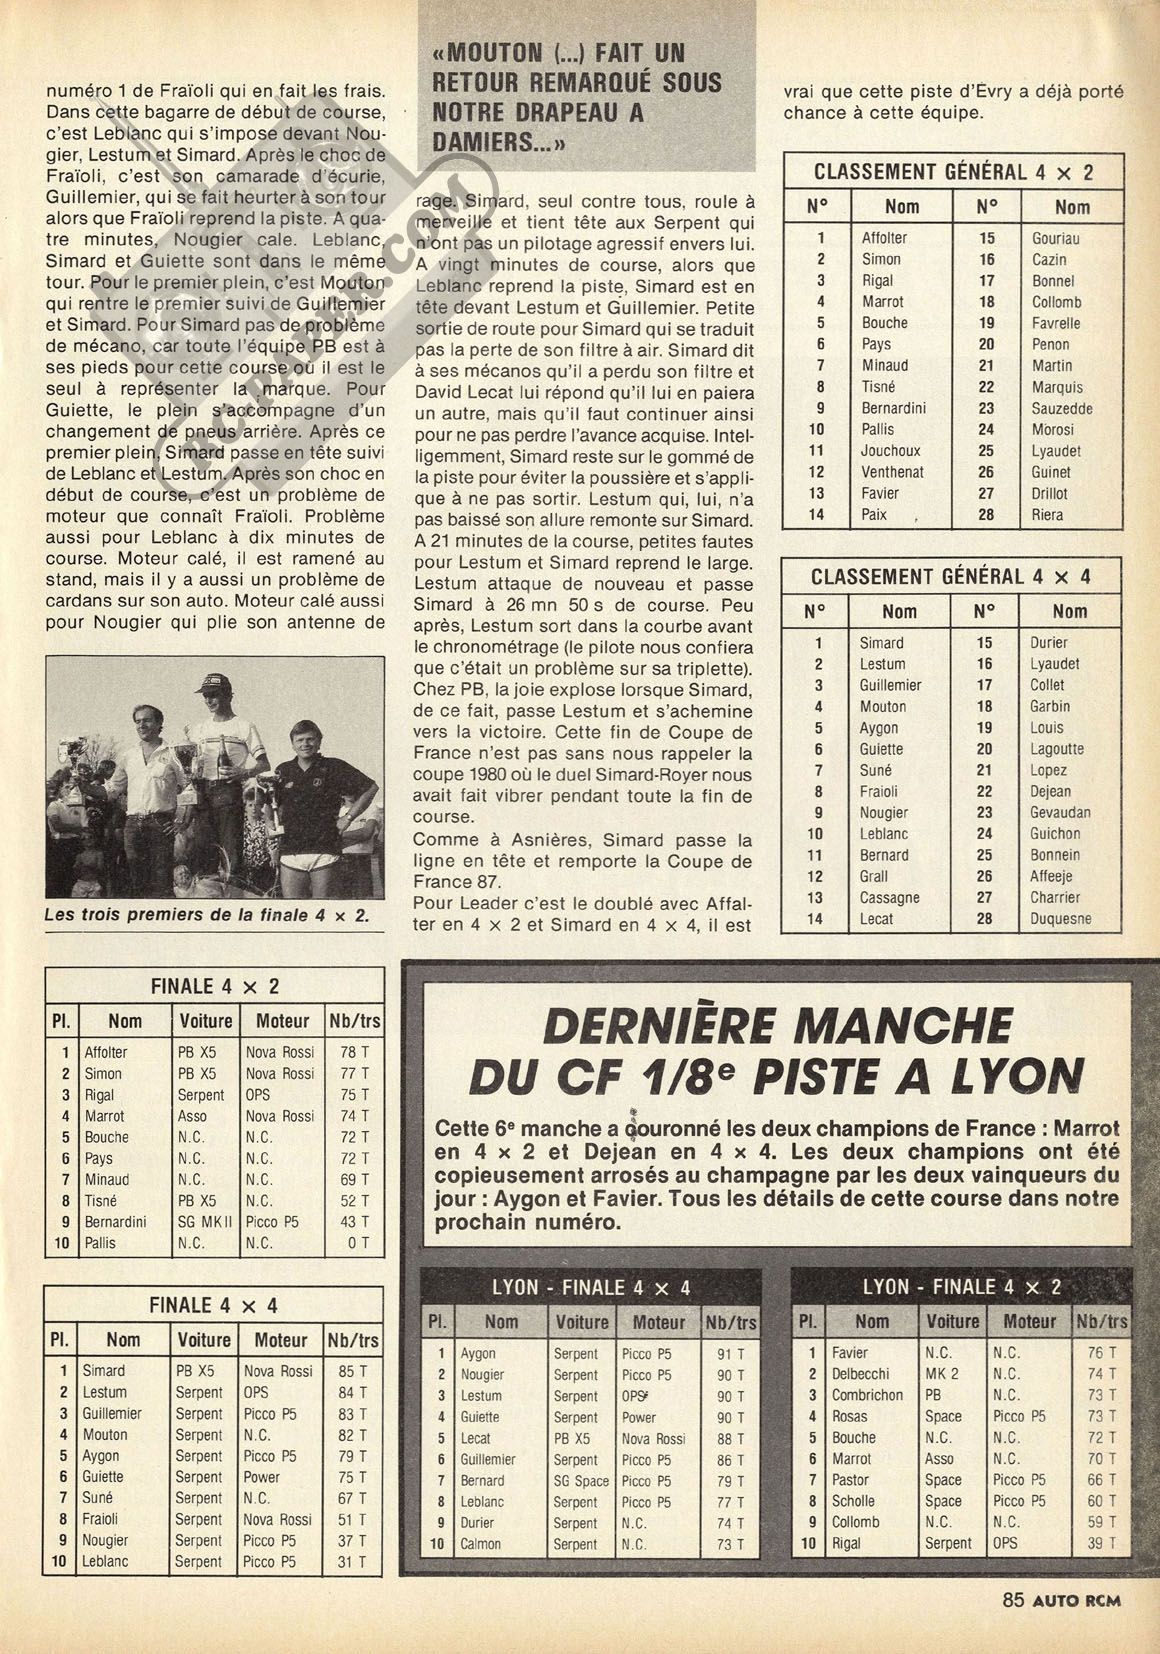 numéro 1 de Fraïoli qui en fait les frais.
Dans cette bagarre de début de course,
c'est Leblanc qui s'impose devant Nou-
gier, Lestum et Simard. Après le choc de
Fraïoli, c'est son camarade d'écurie,
Guillemier, qui se fait heurter à son tour
alors que Fraïoli reprend la piste. A qua-
tre minutes, Nougier cale. Leblanc,
Simard et Guiette sont dans le même
tour. Pour le premier plein, c'est Mouton
qui rentre le premier suivi de Guillemier
et Simard. Pour Simard pas de problème
de mécano, car toute l'équipe PB est à
ses pieds pour cette course où il est le
seul à représenter la marque. Pour
Guiette, le plein s'accompagne d'un
changement de pneus arrière. Après ce
premier plein, Simard passe en tête suivi
de Leblanc et Lestum. Après son choc en
début de course, c'est un problème de
moteur que connaît Fraïoli. Problème
aussi pour Leblanc à dix minutes de
course. Moteur calé, il est ramené au
stand, mais il y a aussi un problème de
cardans sur son auto. Moteur calé aussi
pour Nougier qui plie son antenne de
Les trois premiers de la finale 4 × 2.
«MOUTON (...) FAIT UN
RETOUR REMARQUÉ SOUS
NOTRE DRAPEAU A
DAMIERS...»
rage. Simard, seul contre tous, roule à
merveille et tient tête aux Serpent qui
n'ont pas un pilotage agressif envers lui.
A vingt minutes de course, alors que
Leblanc reprend la piste, Simard est en
tête devant Lestum et Guillemier. Petite
sortie de route pour Simard qui se traduit
pas la perte de son filtre à air. Simard dit
à ses mécanos qu'il a perdu son filtre et
David Lecat lui répond qu'il lui en paiera
un autre, mais qu'il faut continuer ainsi
pour ne pas perdre l'avance acquise. Intel-
ligemment, Simard reste sur le gommé de
la piste pour éviter la poussière et s'appli-
que à ne pas sortir. Lestum qui, lui, n'a
pas baissé son allure remonte sur Simard.
A 21 minutes de la course, petites fautes
pour Lestum et Simard reprend le large.
Lestum attaque de nouveau et passe
Simard à 26 mn 50 s de course. Peu
après, Lestum sort dans la courbe avant
le chronométrage (le pilote nous confiera
que c'était un problème sur sa triplette).
Chez PB, la joie explose lorsque Simard,
de ce fait, passe Lestum et s'achemine
vers la victoire. Cette fin de Coupe de
France n'est pas sans nous rappeler la
coupe 1980 où le duel Simard-Royer nous
avait fait vibrer pendant toute la fin de
course.
Comme à Asnières, Simard passe la
ligne en tête et remporte la Coupe de
France 87.
Pour Leader c'est le doublé avec Affal-
ter en 4 × 2 et Simard en 4 × 4, il est
vrai que cette piste d'Evry a déjà porté
chance à cette équipe.
CLASSEMENT GÉNÉRAL 4 × 2
N° Nom N° Nom
1 Affolter 15 Gouriau
2 Simon 16 Cazin
3 Rigal 17 Bonnel
4 Marrot 18 Collomb
5 Bouche 19 Favrelle
6 Pays 20 Penon
7 Minaud 21 Martin
8 Tisné 22 Marquis
9 Bernardini 23 Sauzedde
10 Pallis 24 Morosi
11 Jouchoux 25 Lyaudet
12 Venthenat 26 Guinet
13 Favier 27 Drillot
14 Paix 28 Riera
CLASSEMENT GÉNÉRAL 4 × 4
N° Nom N° Nom
1 Simard 15 Durier
2 Lestum 16 Lyaudet
3 Guillemier 17 Collet
4 Mouton 18 Garbin
5 Aygon 19 Louis
6 Guiette 20 Lagoutte
7 Suné 21 Lopez
8 Fraioli 22 Dejean
9 Nougier 23 Gevaudan
10 Leblanc 24 Guichon
11 Bernard 25 Bonnein
12 Grall 26 Affeeje
13 Cassagne 27 Charrier
14 Lecat 28 Duquesne
FINALE 4 × 2
Pl. Nom Voiture Moteur Nb/trs
1 Affolter PB X5 Nova Rossi 78 T
2 Simon PB X5 Nova Rossi 77 T
3 Rigal Serpent OPS 75 T
4 Marrot Asso Nova Rossi 74 T
5 Bouche N.C. N.C. 72 T
6 Pays N.C. N.C. 72 T
7 Minaud N.C. N.C. 69 T
8 Tisné PB X5 N.C. 52 T
9 Bernardini SG MKII Picco P5 43 T
10 Pallis N.C. N.C. 0 T
FINALE 4 × 4
Pl. Nom Voiture Moteur Nb/trs
1 Simard PB X5 Nova Rossi 85 T
2 Lestum Serpent OPS 84 T
3 Guillemier Serpent Picco P5 83 T
4 Mouton Serpent N.C. 82 T
5 Aygon Serpent Picco P5 79 T
6 Guiette Serpent Power 75 T
7 Suné Serpent N.C. 67 T
8 Fraioli Serpent Nova Rossi 51 T
9 Nougier Serpent Picco P5 37 T
10 Leblanc Serpent Picco P5 31 T
DERNIÈRE MANCHE
DU CF 1/8e PISTE A LYON
Cette 6e manche a couronné les deux champions de France : Marrot
en 4 × 2 et Dejean en 4 × 4. Les deux champions ont été
copieusement arrosés au champagne par les deux vainqueurs du
jour : Aygon et Favier. Tous les détails de cette course dans notre
prochain numéro.
LYON - FINALE 4 × 4
Pl. Nom Voiture Moteur Nb/trs
1 Aygon Serpent Picco P5 91 T
2 Nougier Serpent Picco P5 90 T
3 Lestum Serpent OPS 90 T
4 Guiette Serpent Power 90 T
5 Lecat PB X5 Nova Rossi 88 T
6 Guillemier Serpent Picco P5 86 T
7 Bernard SG Space Picco P5 79 T
8 Leblanc Serpent Picco P5 77 T
9 Durier Serpent N.C. 74 T
10 Calmon Serpent N.C. 73 T
LYON - FINALE 4 × 2
Pl. Nom Voiture Moteur Nb/trs
1 Favier N.C. N.C. 76 T
2 Delbecchi MK 2 N.C. 74 T
3 Combrichon PB N.C. 73 T
4 Rosas Space Picco P5 73 T
5 Bouche N.C. N.C. 72 T
6 Marrot Asso N.C. 70 T
7 Pastor Space Picco P5 66 T
8 Scholle Space Picco P5 60 T
9 Collomb N.C. N.C. 59 T
10 Rigal Serpent OPS 39 T
85 AUTO RCM
RC-PAPER.COM